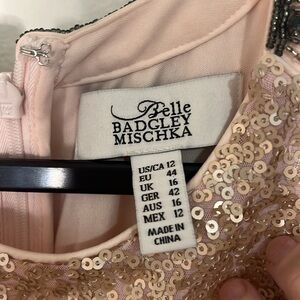 Belle
BADGLEY
MISCHKA
US/CA 12
EU 44
UK 16
GER 42
AUS 16
MEX 12
MADE IN
CHINA